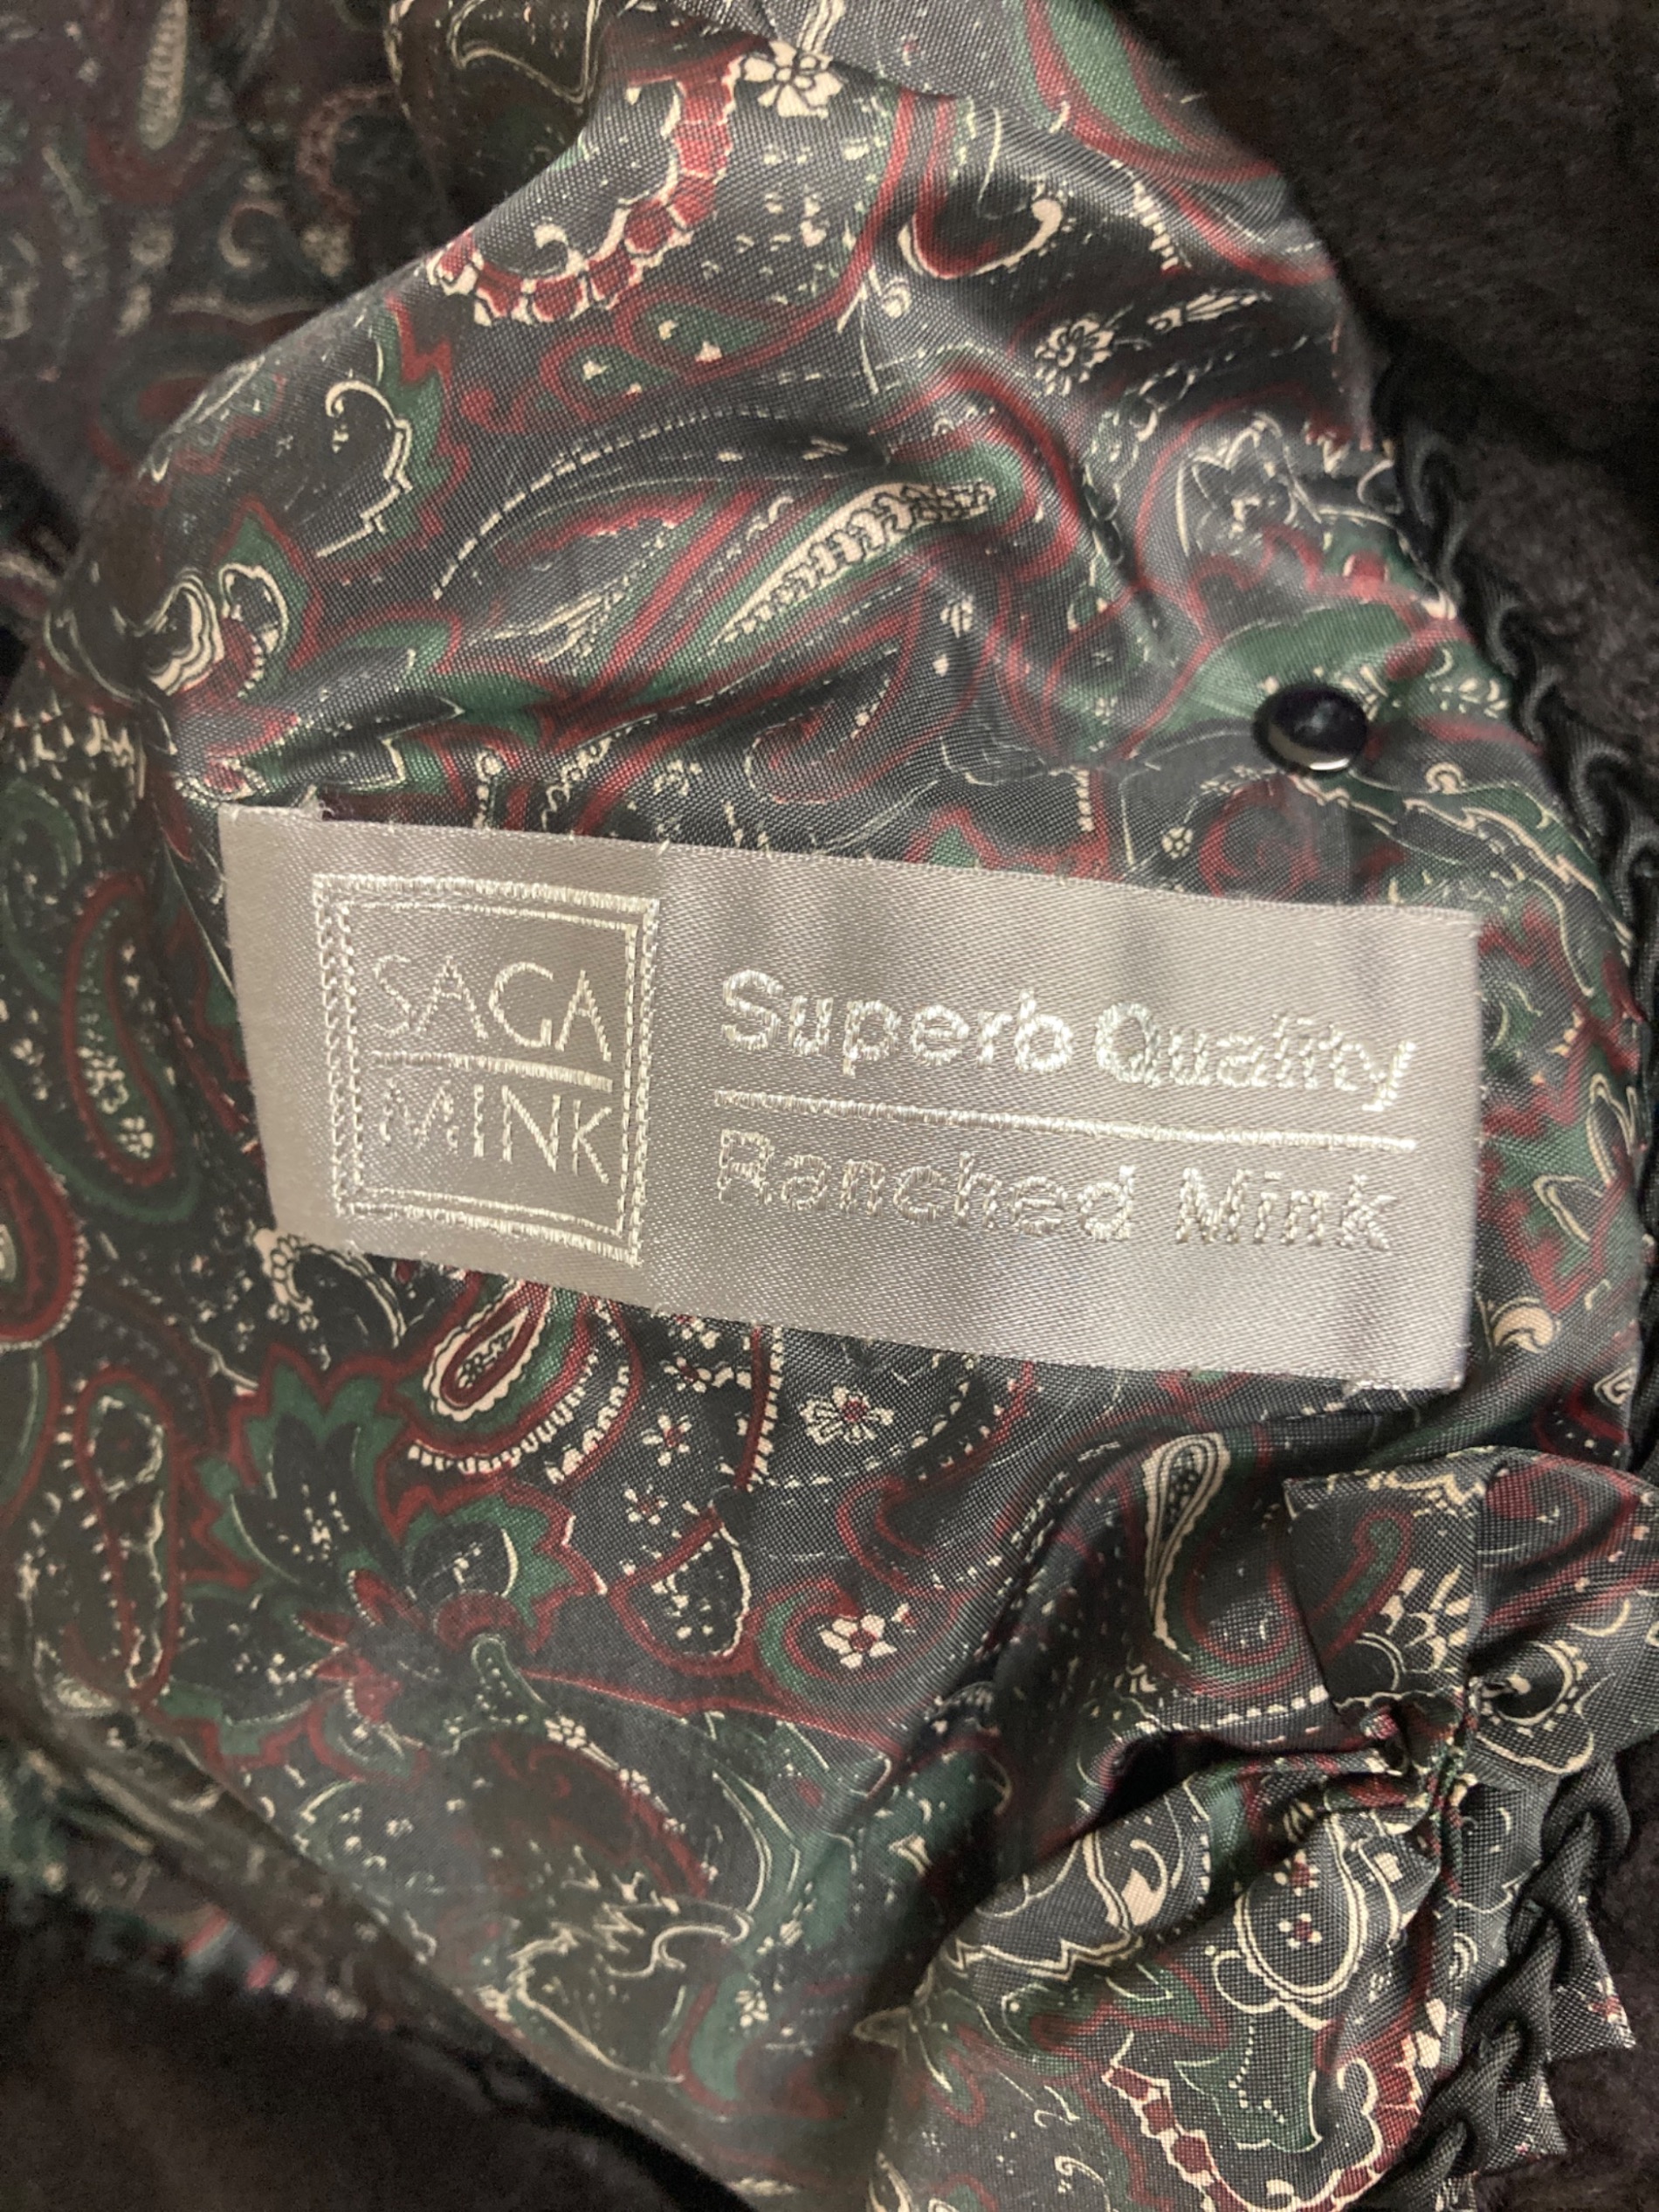 SAGA
MINK
Superb Quality
Ranched Mink